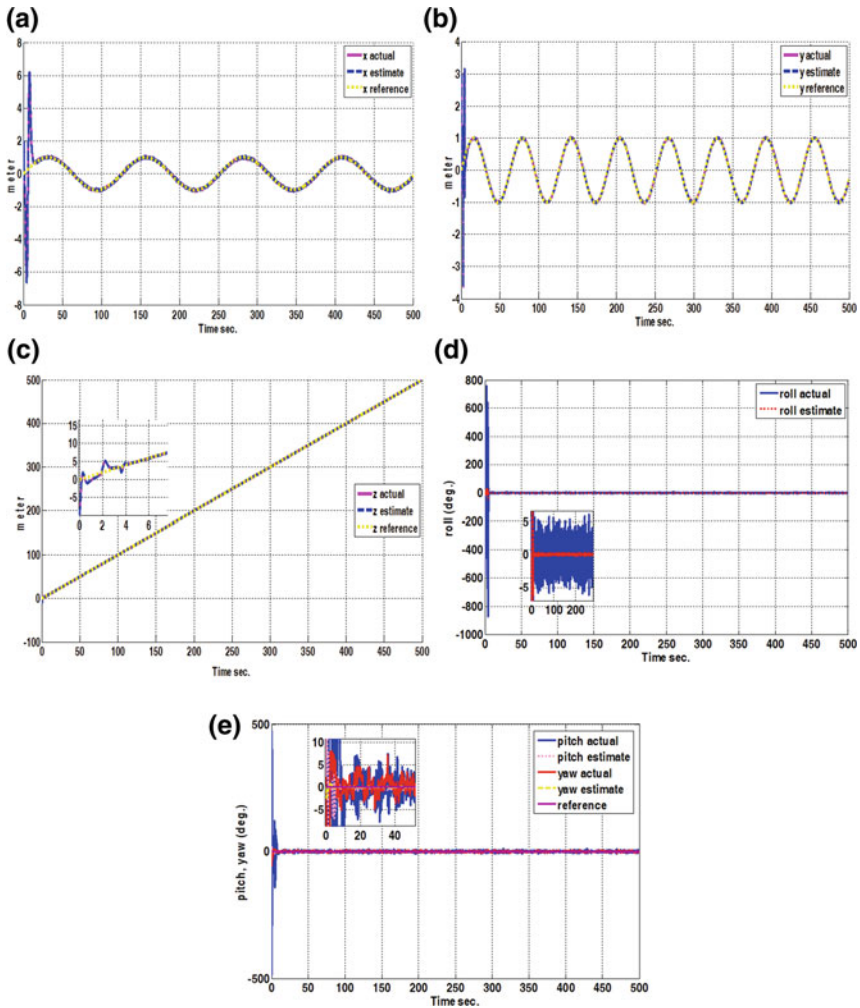 (a)
8
6
4
2
0
-2
-4
-6
-8
meter
x actual
x estimate
x reference
0 50 100 150 200 250 300 350 400 450 500
Time sec.
(b)
4
3
2
1
0
-1
-2
-3
4
meter
y actual
y estimate
y reference
0 50 100 150 200 250 300 350 400 450 500
Time sec.
(c)
500
400
300
200
100
0
-100
meter
15
10
5
0
-5
0 2 4 6
z actual
z estimate
z reference
0 50 100 150 200 250 300 350 400 450 500
Time sec.
(d)
800
600
400
200
0
-200
-400
-600
-800
-1000
roll (deg.)
roll actual
roll estimate
5
0
-5
0 100 200
0 50 100 150 200 250 300 350 400 450 500
Time sec.
(e)
500
0
-500
pitch, yaw (deg.)
10
5
0
-5
0 20 40
pitch actual
pitch estimate
yaw actual
yaw estimate
reference
0 50 100 150 200 250 300 350 400 450 500
Time sec.